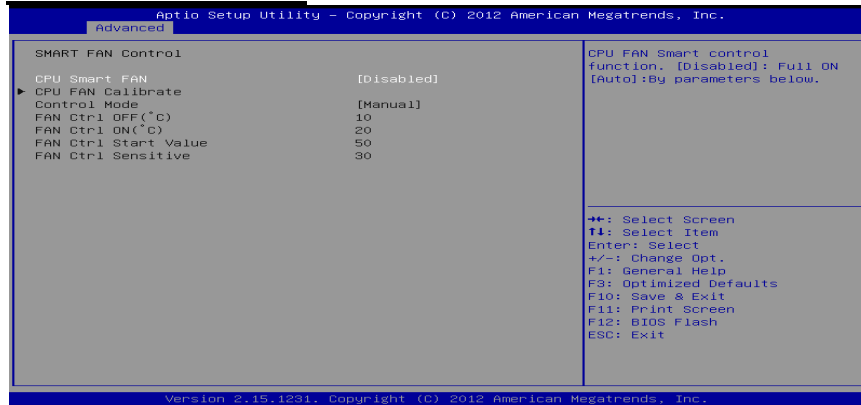 Aptio Setup Utility – Copyright (C) 2012 American Megatrends, Inc.
Advanced
SMART FAN Control
CPU Smart FAN [Disabled]
► CPU FAN Calibrate
Control Mode [Manual]
FAN Ctrl OFF(°C) 10
FAN Ctrl ON(°C) 20
FAN Ctrl Start Value 50
FAN Ctrl Sensitive 30
CPU FAN Smart control
function. [Disabled]: Full ON
[Auto]:By parameters below.
→←: Select Screen
↑↓: Select Item
Enter: Select
+/-: Change Opt.
F1: General Help
F3: Optimized Defaults
F10: Save & Exit
F11: Print Screen
F12: BIOS Flash
ESC: Exit
Version 2.15.1231. Copyright (C) 2012 American Megatrends, Inc.